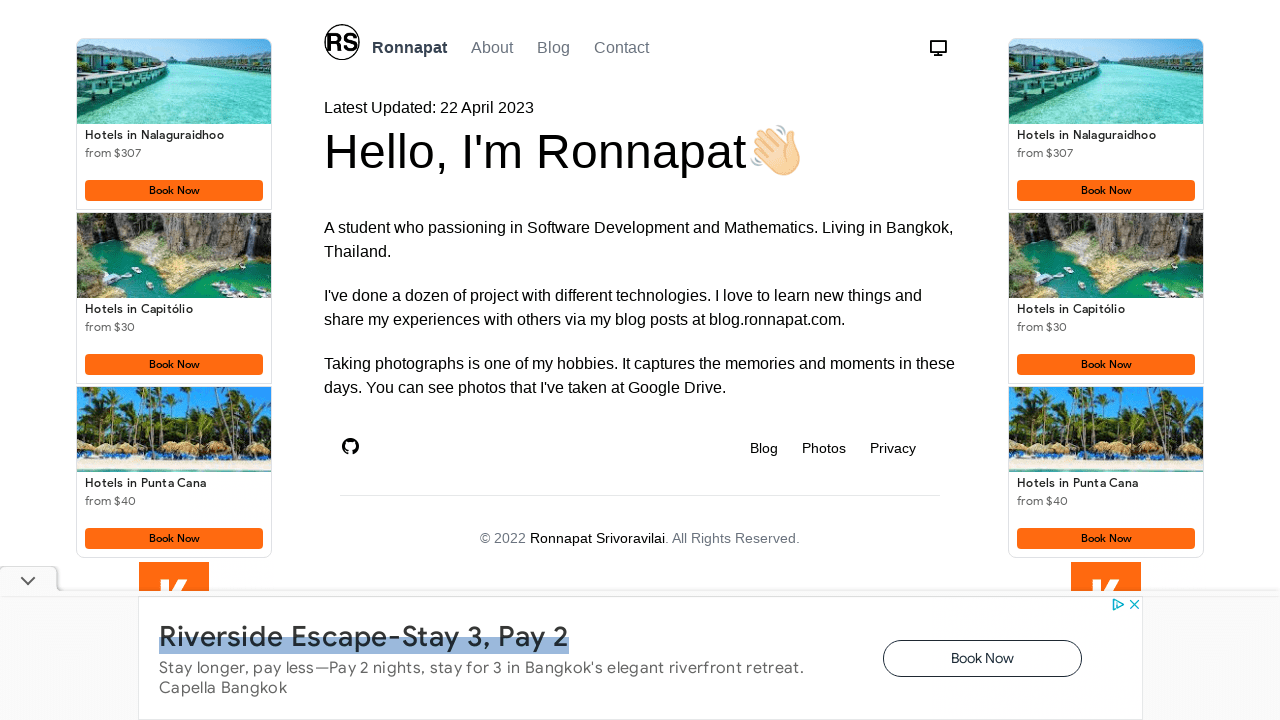 RS
Ronnapat About Blog Contact
Hotels in Nalaguraidhoo
from $307
Book Now
Hotels in Capitólio
from $30
Book Now
Hotels in Punta Cana
from $40
Book Now
Latest Updated: 22 April 2023
Hello, I'm Ronnapat
A student who passioning in Software Development and Mathematics. Living in Bangkok,
Thailand.
I've done a dozen of project with different technologies. I love to learn new things and
share my experiences with others via my blog posts at blog.ronnapat.com.
Taking photographs is one of my hobbies. It captures the memories and moments in these
days. You can see photos that I've taken at Google Drive.
Blog Photos Privacy
© 2022 Ronnapat Srivoravilai. All Rights Reserved.
Hotels in Nalaguraidhoo
from $307
Book Now
Hotels in Capitólio
from $30
Book Now
Hotels in Punta Cana
from $40
Book Now
Riverside Escape-Stay 3, Pay 2
Stay longer, pay less—Pay 2 nights, stay for 3 in Bangkok's elegant riverfront retreat.
Capella Bangkok
Book Now